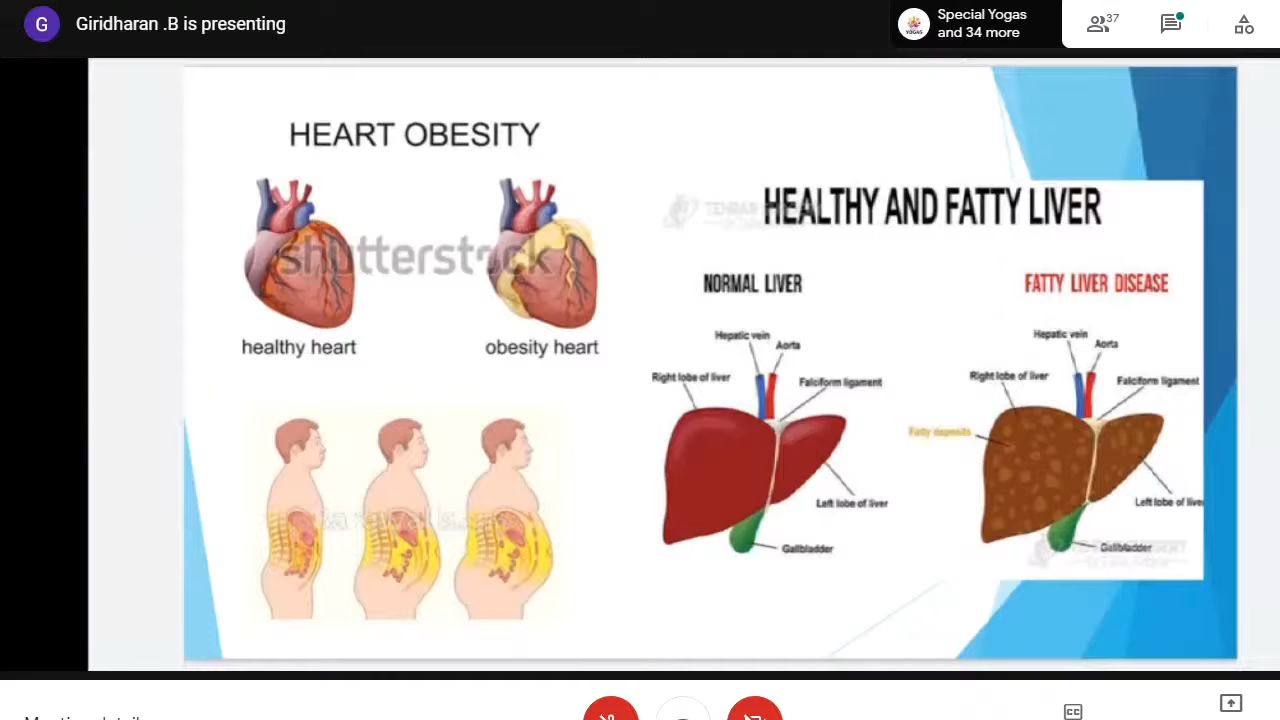 G
Giridharan .B is presenting
YOGAS
Special Yogas
and 34 more
37
HEART OBESITY
shutterstock
healthy heart
obesity heart
HEALTHY AND FATTY LIVER
NORMAL LIVER
Hepatic vein
Aorta
Right lobe of liver
Falciform ligament
Left lobe of liver
Gallbladder
FATTY LIVER DISEASE
Hepatic vein
Aorta
Right lobe of liver
Falciform ligament
Fatty deposits
Left lobe of live
Gallbladder
CC